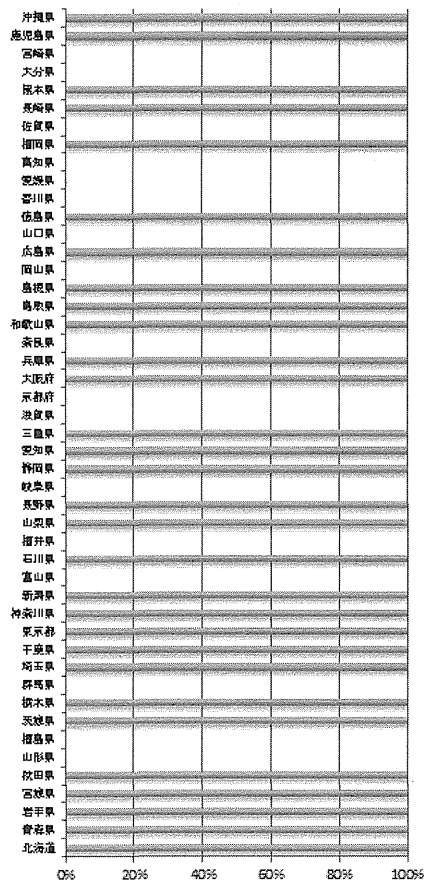 沖縄県
鹿児島県
宮崎県
大分県
熊本県
長崎県
佐賀県
福岡県
高知県
愛媛県
香川県
徳島県
山口県
広島県
岡山県
島根県
鳥取県
和歌山県
奈良県
兵庫県
大阪府
京都府
滋賀県
三重県
愛知県
静岡県
岐阜県
長野県
山梨県
福井県
石川県
富山県
新潟県
神奈川県
東京都
千葉県
埼玉県
群馬県
栃木県
茨城県
福島県
山形県
秋田県
宮城県
岩手県
青森県
北海道
0% 20% 40% 60% 80% 100%